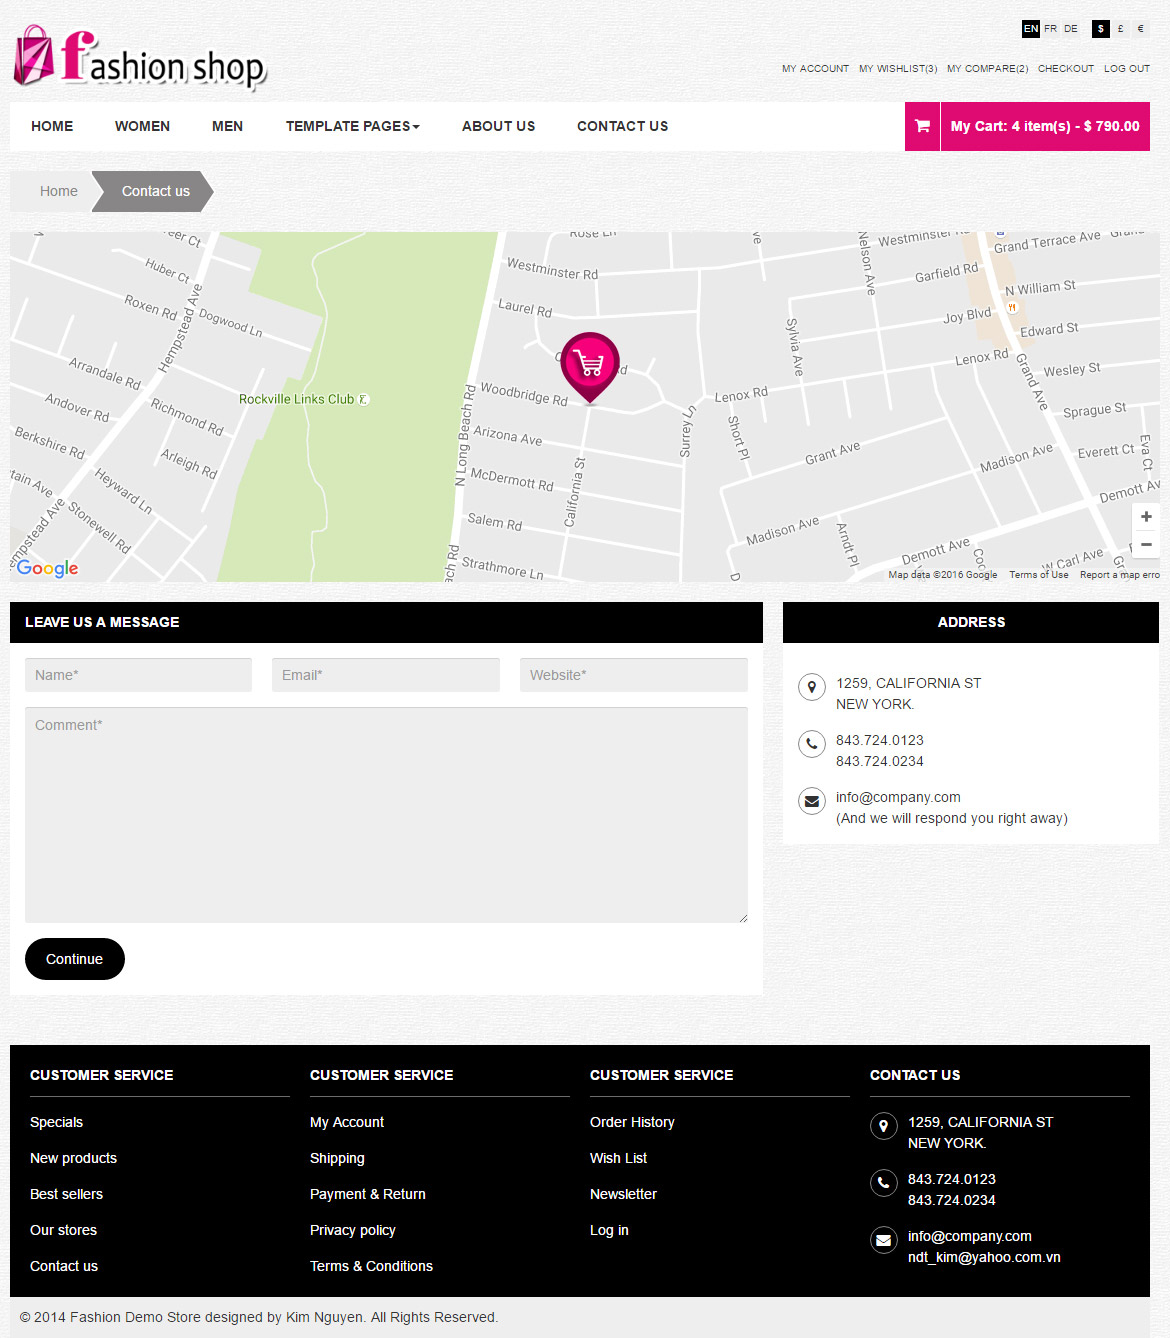 fashion shop
EN FR DE $ £ €
MY ACCOUNT MY WISHLIST(3) MY COMPARE(2) CHECKOUT LOG OUT
HOME WOMEN MEN TEMPLATE PAGES ABOUT US CONTACT US
My Cart: 4 item(s) - $ 790.00
Home Contact us
Huber Ct
Roxen Rd
Dogwood Ln
Hempstead Ave
Arrandale Rd
Andover Rd
Richmond Rd
Berkshire Rd
Arleigh Rd
Heyward Ln
Stonewell Rd
Rockville Links Club
Rose Ln
Westminster Rd
Laurel Rd
Woodbridge Rd
N Long Beach Rd
Arizona Ave
McDermott Rd
California St
Salem Rd
Strathmore Ln
Surrey Ln
Lenox Rd
Short Pl
Sylvia Ave
Nelson Ave
Westminster Rd
Grand Terrace Ave
Garfield Rd
N William St
Joy Blvd
Edward St
Lenox Rd
Grand Ave
Wesley St
Sprague St
Grant Ave
Madison Ave
Everett Ct
Eva Ct
Demott Av
Madison Ave
Arndt Pl
Demott Ave
W Carl Ave
Google
Map data ©2016 Google Terms of Use Report a map erro
LEAVE US A MESSAGE
Name* Email* Website*
Comment*
Continue
ADDRESS
1259, CALIFORNIA ST
NEW YORK.
843.724.0123
843.724.0234
info@company.com
(And we will respond you right away)
CUSTOMER SERVICE
Specials
New products
Best sellers
Our stores
Contact us
CUSTOMER SERVICE
My Account
Shipping
Payment & Return
Privacy policy
Terms & Conditions
CUSTOMER SERVICE
Order History
Wish List
Newsletter
Log in
CONTACT US
1259, CALIFORNIA ST
NEW YORK.
843.724.0123
843.724.0234
info@company.com
ndt_kim@yahoo.com.vn
© 2014 Fashion Demo Store designed by Kim Nguyen. All Rights Reserved.